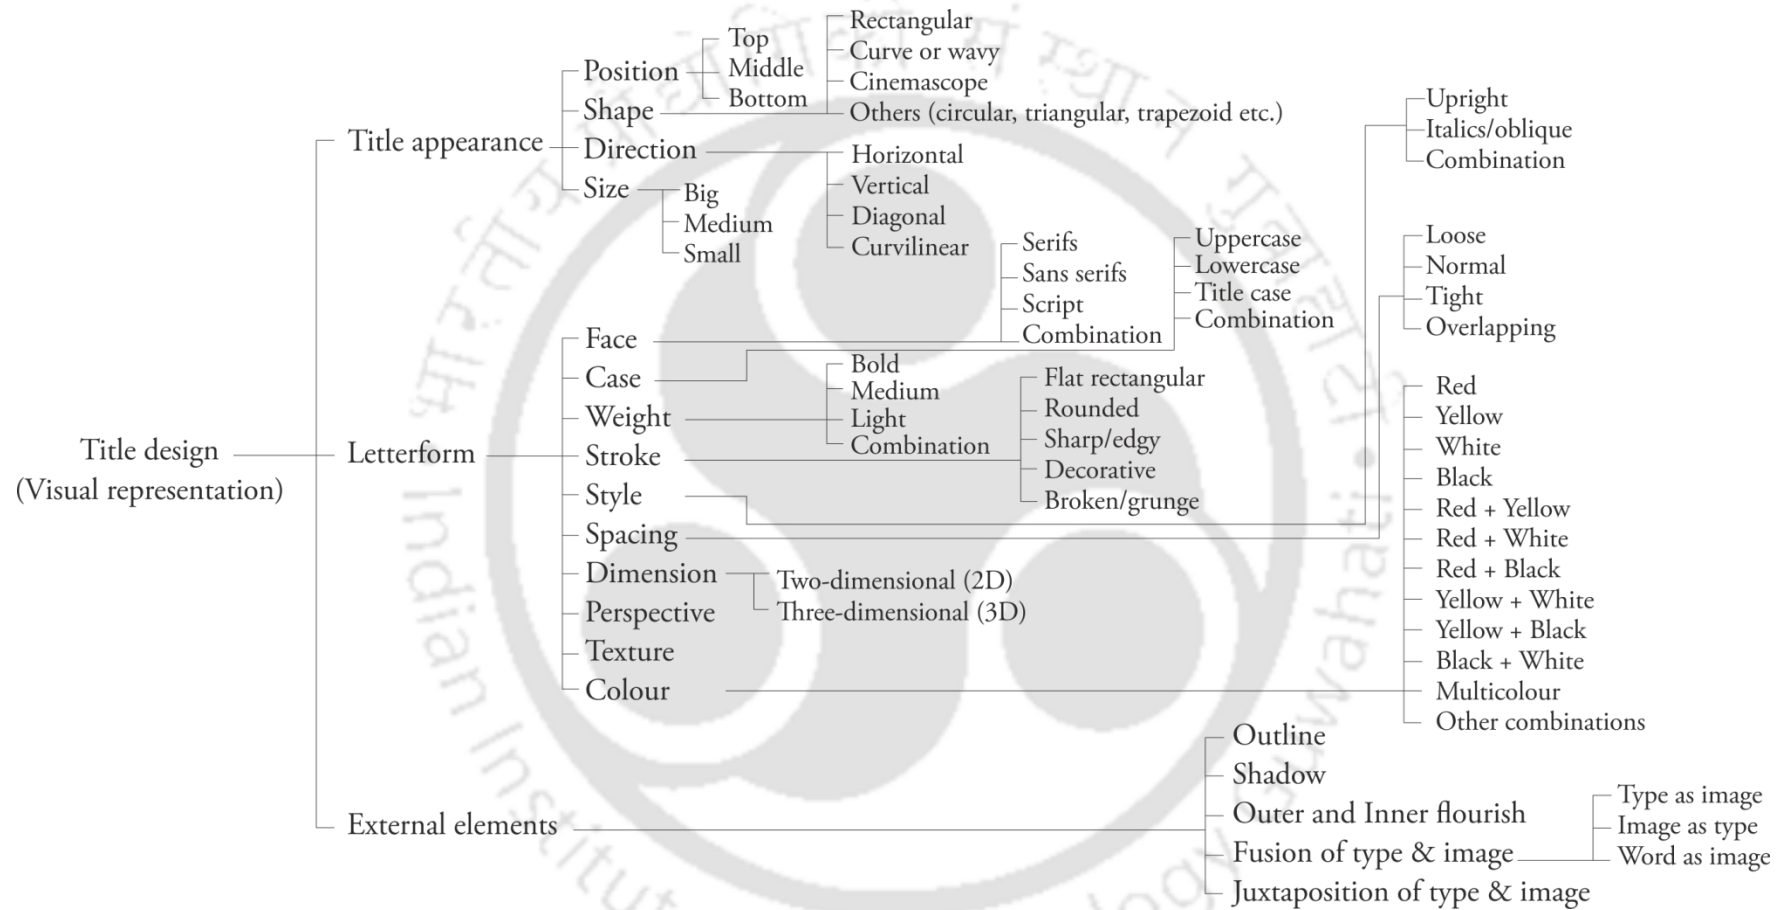 Title design
(Visual representation)
Title appearance
Position
Top
Middle
Bottom
Shape
Rectangular
Curve or wavy
Cinemascope
Others (circular, triangular, trapezoid etc.)
Direction
Horizontal
Vertical
Diagonal
Curvilinear
Size
Big
Medium
Small
Letterform
Face
Serifs
Sans serifs
Script
Combination
Case
Uppercase
Lowercase
Title case
Combination
Weight
Bold
Medium
Light
Combination
Stroke
Flat rectangular
Rounded
Sharp/edgy
Decorative
Broken/grunge
Style
Upright
Italics/oblique
Combination
Spacing
Loose
Normal
Tight
Overlapping
Dimension
Two-dimensional (2D)
Three-dimensional (3D)
Perspective
Texture
Colour
Red
Yellow
White
Black
Red + Yellow
Red + White
Red + Black
Yellow + White
Yellow + Black
Black + White
Multicolour
Other combinations
External elements
Outline
Shadow
Outer and Inner flourish
Fusion of type & image
Type as image
Image as type
Word as image
Juxtaposition of type & image
Indian Institut